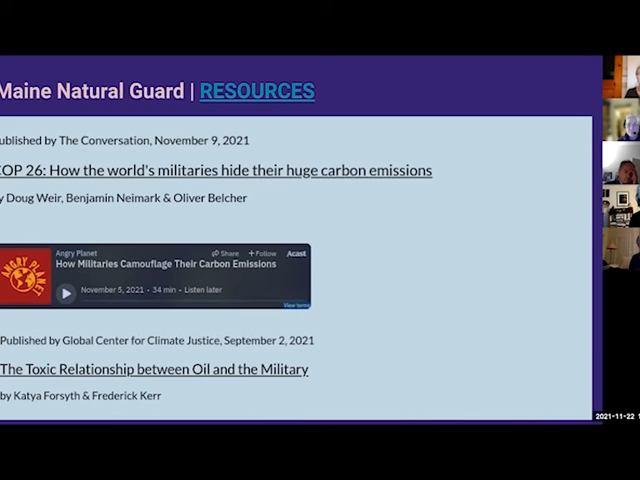 Maine Natural Guard | RESOURCES
ublished by The Conversation, November 9, 2021
COP 26: How the world's militaries hide their huge carbon emissions
y Doug Weir, Benjamin Neimark & Oliver Belcher
Angry Planet
Share + Follow Acast
How Militaries Camouflage Their Carbon Emissions
ANGRY PLANET
November 5, 2021 • 34 min • Listen later
View terms
Published by Global Center for Climate Justice, September 2, 2021
The Toxic Relationship between Oil and the Military
by Katya Forsyth & Frederick Kerr
2021-11-22